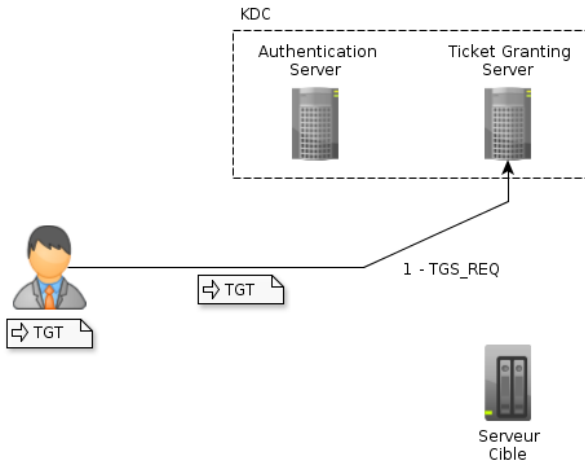 KDC
Authentication
Server
Ticket Granting
Server
TGT
1 - TGS_REQ
TGT
Serveur
Cible